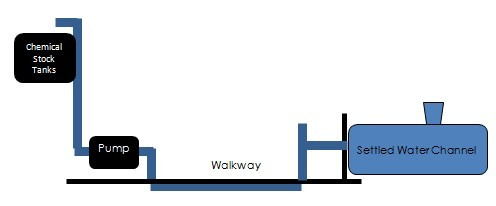 Chemical
Stock
Tanks
Pump
Walkway
Settled Water Channel